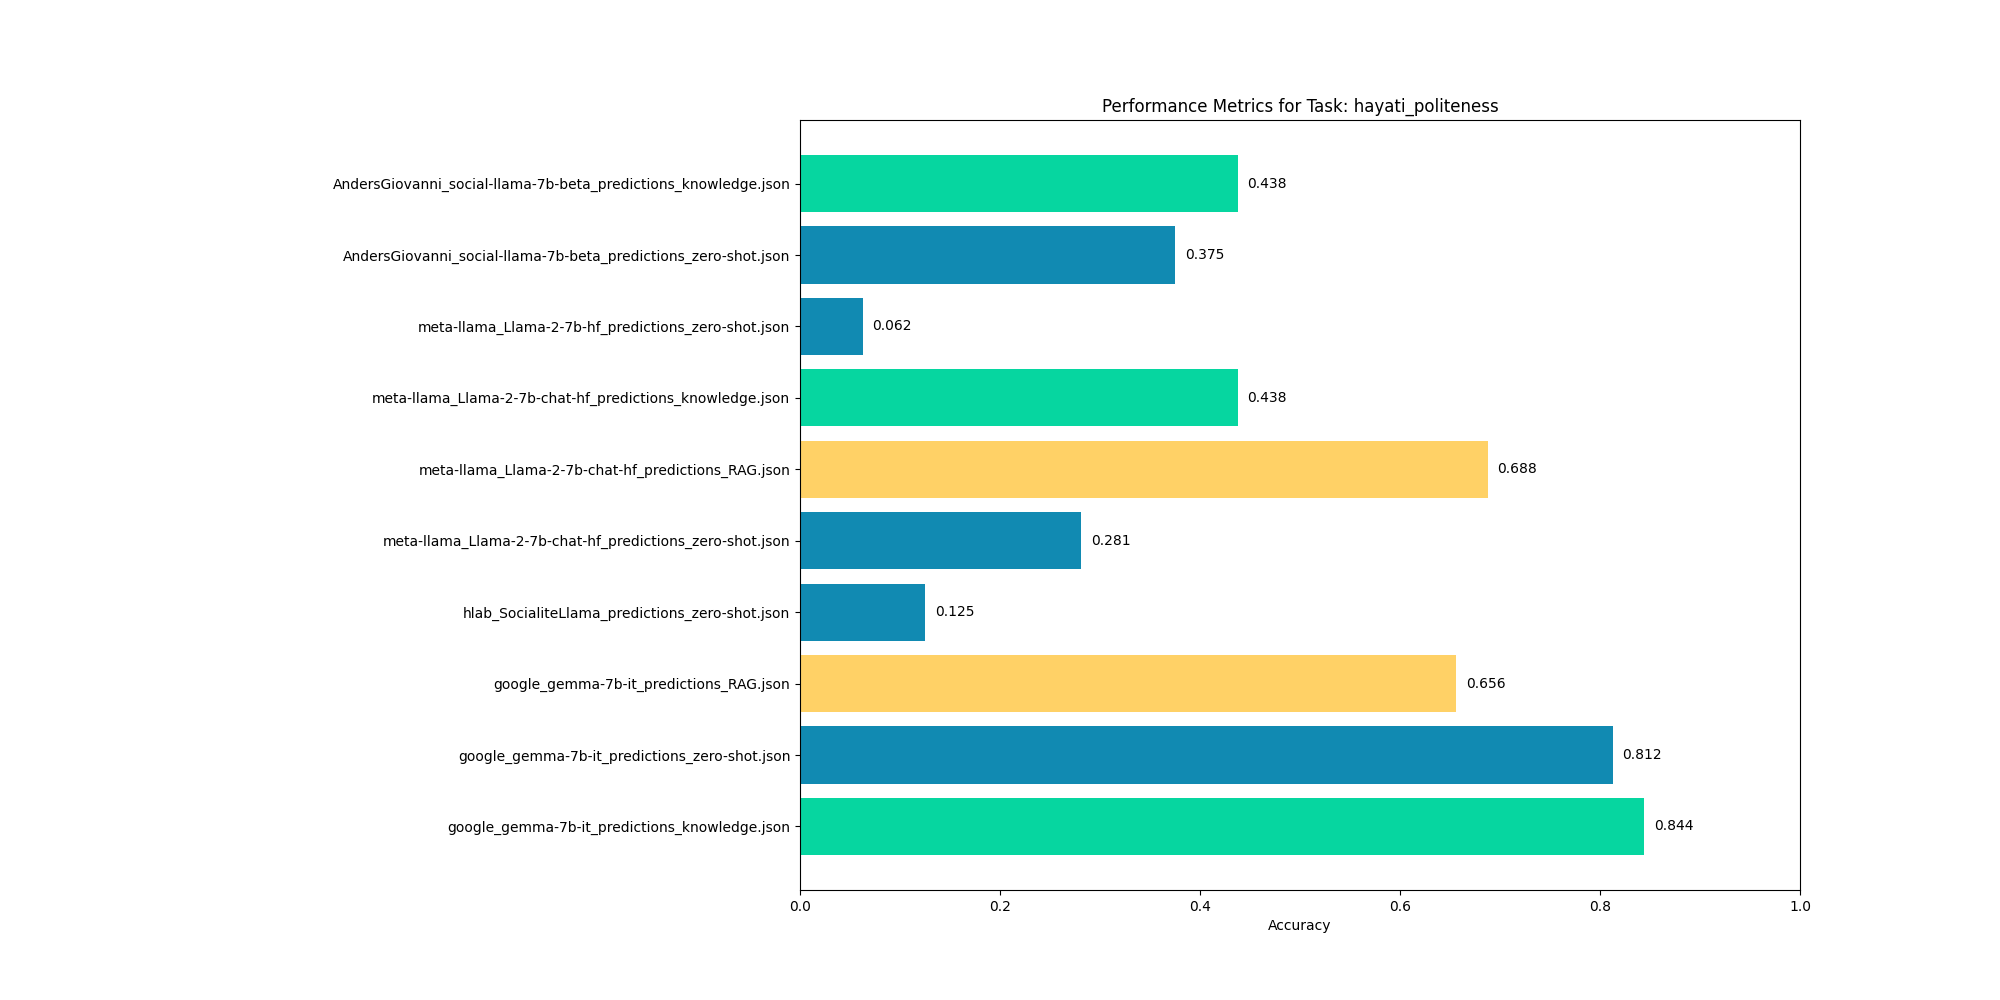 Performance Metrics for Task: hayati_politeness
AndersGiovanni_social-llama-7b-beta_predictions_knowledge.json
0.438
AndersGiovanni_social-llama-7b-beta_predictions_zero-shot.json
0.375
meta-llama_Llama-2-7b-hf_predictions_zero-shot.json
0.062
meta-llama_Llama-2-7b-chat-hf_predictions_knowledge.json
0.438
meta-llama_Llama-2-7b-chat-hf_predictions_RAG.json
0.688
meta-llama_Llama-2-7b-chat-hf_predictions_zero-shot.json
0.281
hlab_SocialiteLlama_predictions_zero-shot.json
0.125
google_gemma-7b-it_predictions_RAG.json
0.656
google_gemma-7b-it_predictions_zero-shot.json
0.812
google_gemma-7b-it_predictions_knowledge.json
0.844
0.0 0.2 0.4 0.6 0.8 1.0
Accuracy